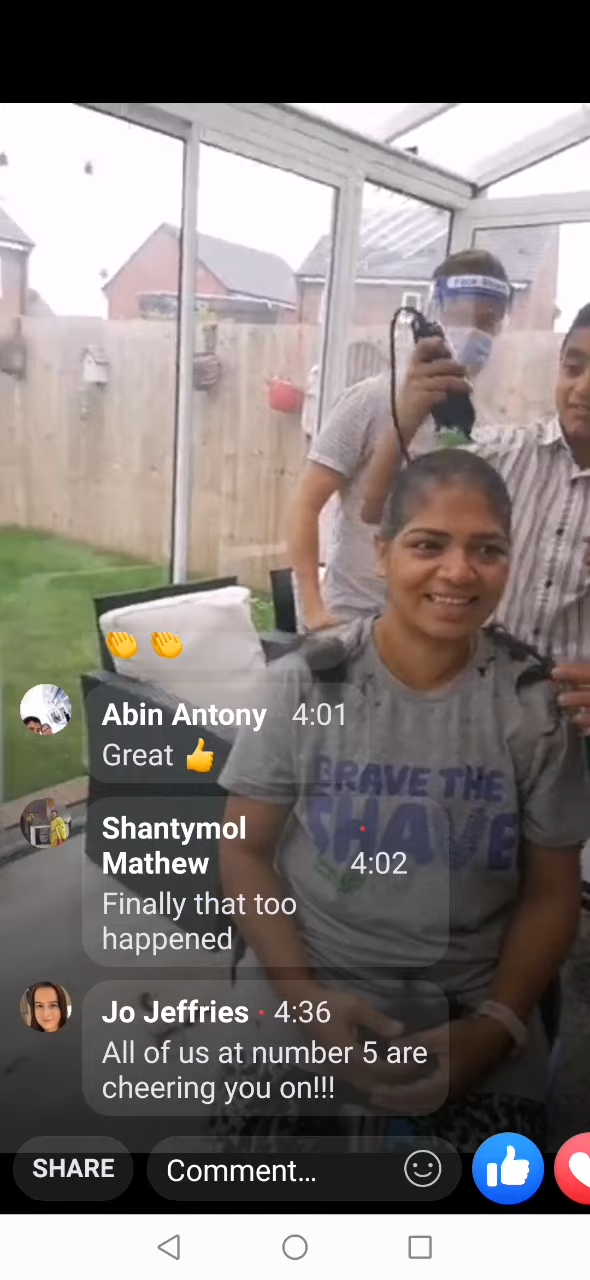 BRAVE THE
SHAVE
👏 👏
Abin Antony 4:01
Great 👍
Shantymol
Mathew 4:02
Finally that too
happened
Jo Jeffries · 4:36
All of us at number 5 are
cheering you on!!!
SHARE Comment...